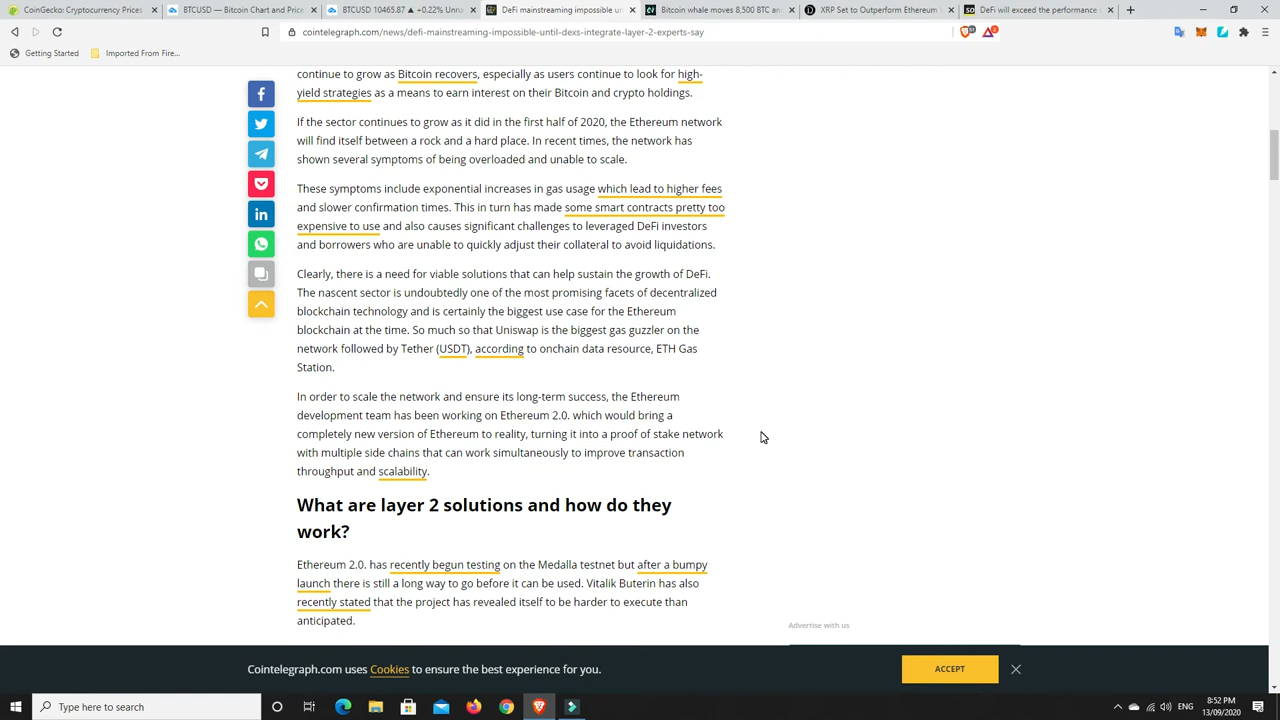 CoinGecko: Cryptocurrency Prices
BTCUSD — Bitcoin Chart and Price
BTCUSD 10465.87 ▲ +0.22% Unna
DeFi mainstreaming impossible un
Bitcoin whale moves 8,500 BTC an
XRP Set to Outperform Ethereum
DeFi will exceed the performance
cointelegraph.com/news/defi-mainstreaming-impossible-until-dexs-integrate-layer-2-experts-say
Getting Started
Imported From Fire...
continue to grow as Bitcoin recovers, especially as users continue to look for high-
yield strategies as a means to earn interest on their Bitcoin and crypto holdings.
If the sector continues to grow as it did in the first half of 2020, the Ethereum network
will find itself between a rock and a hard place. In recent times, the network has
shown several symptoms of being overloaded and unable to scale.
These symptoms include exponential increases in gas usage which lead to higher fees
and slower confirmation times. This in turn has made some smart contracts pretty too
expensive to use and also causes significant challenges to leveraged DeFi investors
and borrowers who are unable to quickly adjust their collateral to avoid liquidations.
Clearly, there is a need for viable solutions that can help sustain the growth of DeFi.
The nascent sector is undoubtedly one of the most promising facets of decentralized
blockchain technology and is certainly the biggest use case for the Ethereum
blockchain at the time. So much so that Uniswap is the biggest gas guzzler on the
network followed by Tether (USDT), according to onchain data resource, ETH Gas
Station.
In order to scale the network and ensure its long-term success, the Ethereum
development team has been working on Ethereum 2.0. which would bring a
completely new version of Ethereum to reality, turning it into a proof of stake network
with multiple side chains that can work simultaneously to improve transaction
throughput and scalability.
What are layer 2 solutions and how do they
work?
Ethereum 2.0. has recently begun testing on the Medalla testnet but after a bumpy
launch there is still a long way to go before it can be used. Vitalik Buterin has also
recently stated that the project has revealed itself to be harder to execute than
anticipated.
Advertise with us
Cointelegraph.com uses Cookies to ensure the best experience for you.
ACCEPT
Type here to search
ENG
8:52 PM
13/09/2020